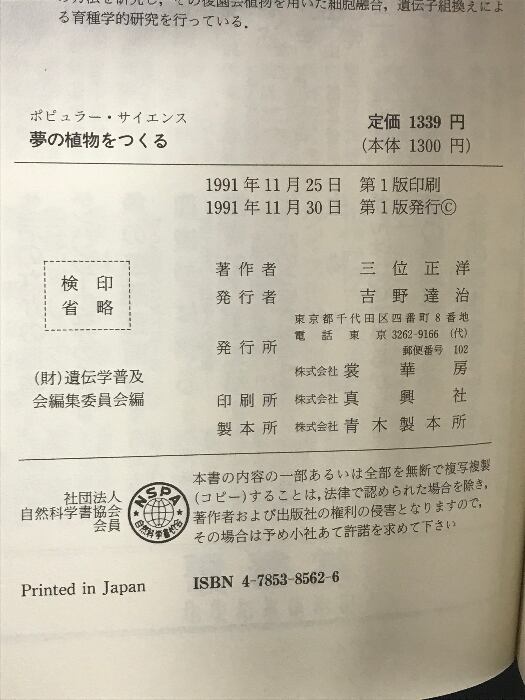 の方法を研究し，その後園芸植物を用いた細胞融合，遺伝子組換えによ
る育種学的研究を行っている．
ポピュラー・サイエンス
夢の植物をつくる
定価 1339 円
（本体 1300 円）
1991 年 11 月 25 日 第 1 版印刷
1991 年 11 月 30 日 第 1 版発行Ⓒ
検印
省略
（財）遺伝学普及
会編集委員会編
著作者 三位正洋
発行者 吉野達治
発行所 東京都千代田区四番町 8 番地
電話 東京 3262-9166 （代）
郵便番号 102
株式会社 裳華房
印刷所 株式会社 真興社
製本所 株式会社 青木製本所
社団法人
自然科学書協会
会員
NSPA
自然科学書協会
本書の内容の一部あるいは全部を無断で複写複製
（コピー）することは，法律で認められた場合を除き，
著作者および出版社の権利の侵害となりますので，
その場合は予め小社あて許諾を求めて下さい
Printed in Japan
ISBN 4-7853-8562-6